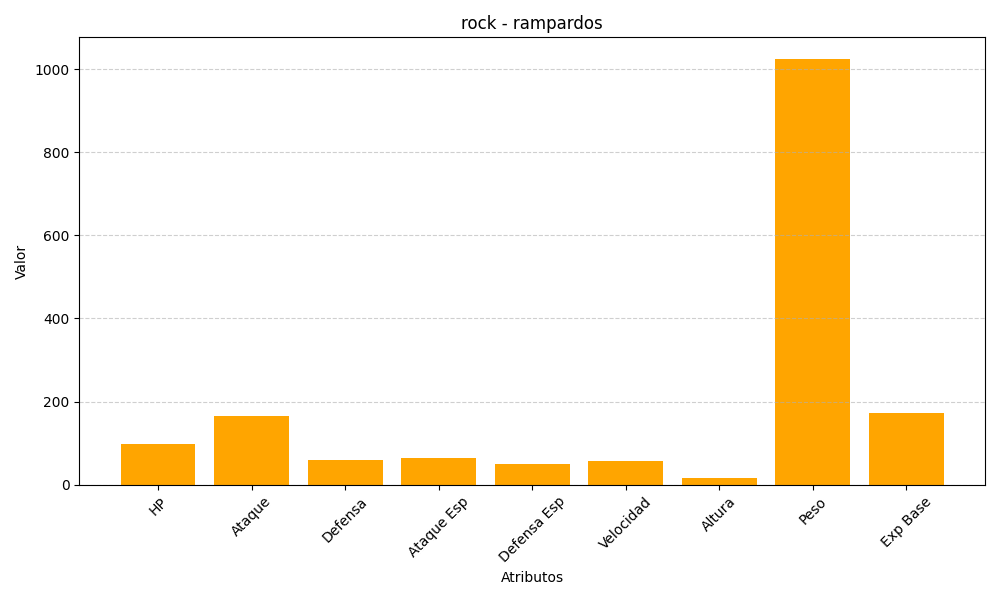 rock - rampardos
Valor
1000
800
600
400
200
0
HP
Ataque
Defensa
Ataque Esp
Defensa Esp
Velocidad
Altura
Peso
Exp Base
Atributos